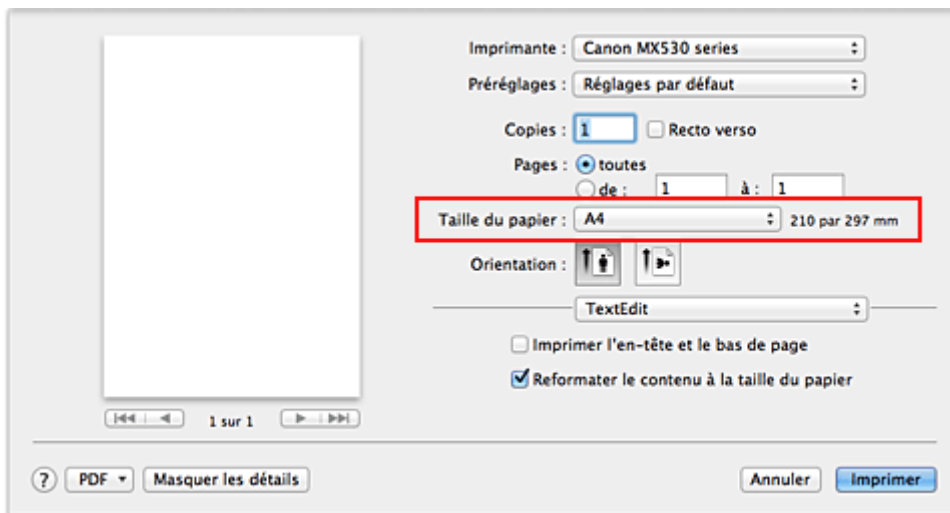 Imprimante : Canon MX530 series
Préréglages : Réglages par défaut
Copies : 1 Recto verso
Pages : toutes
de : 1 à : 1
Taille du papier : A4 210 par 297 mm
Orientation :
TextEdit
Imprimer l'en-tête et le bas de page
Reformater le contenu à la taille du papier
1 sur 1
? PDF Masquer les détails Annuler Imprimer